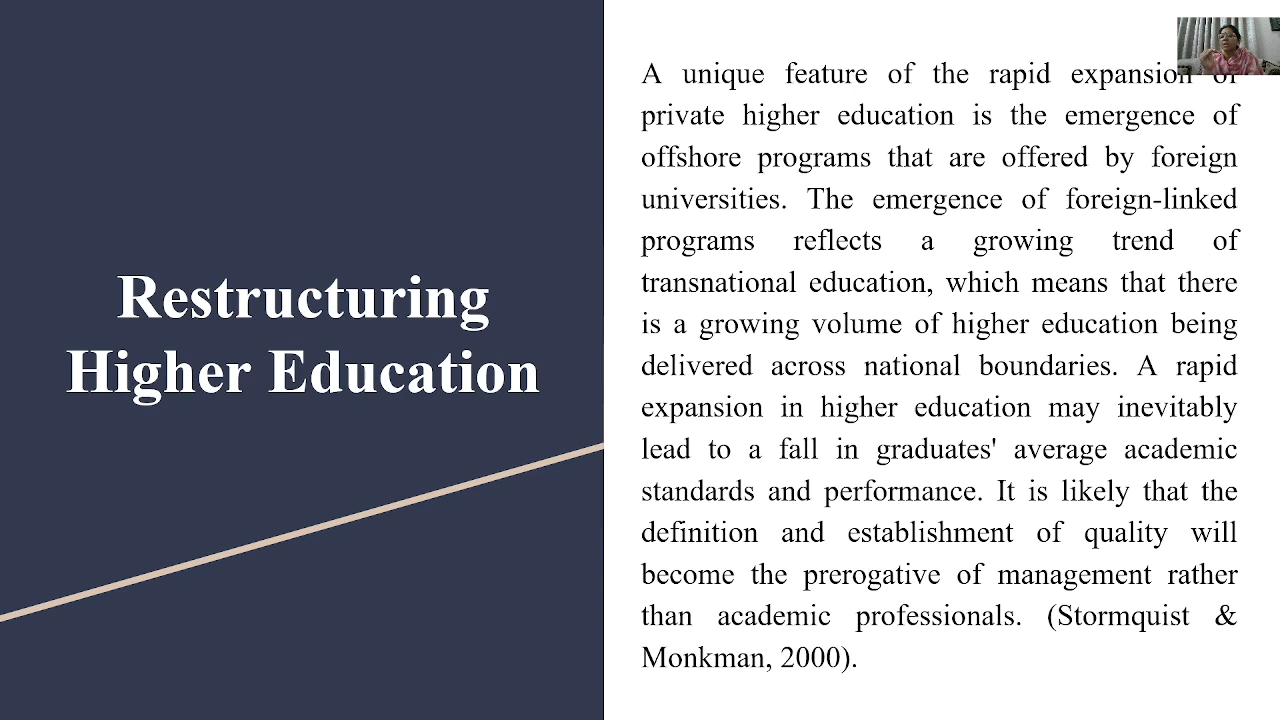 Restructuring
Higher Education
A unique feature of the rapid expansion of
private higher education is the emergence of
offshore programs that are offered by foreign
universities. The emergence of foreign-linked
programs reflects a growing trend of
transnational education, which means that there
is a growing volume of higher education being
delivered across national boundaries. A rapid
expansion in higher education may inevitably
lead to a fall in graduates' average academic
standards and performance. It is likely that the
definition and establishment of quality will
become the prerogative of management rather
than academic professionals. (Stormquist &
Monkman, 2000).